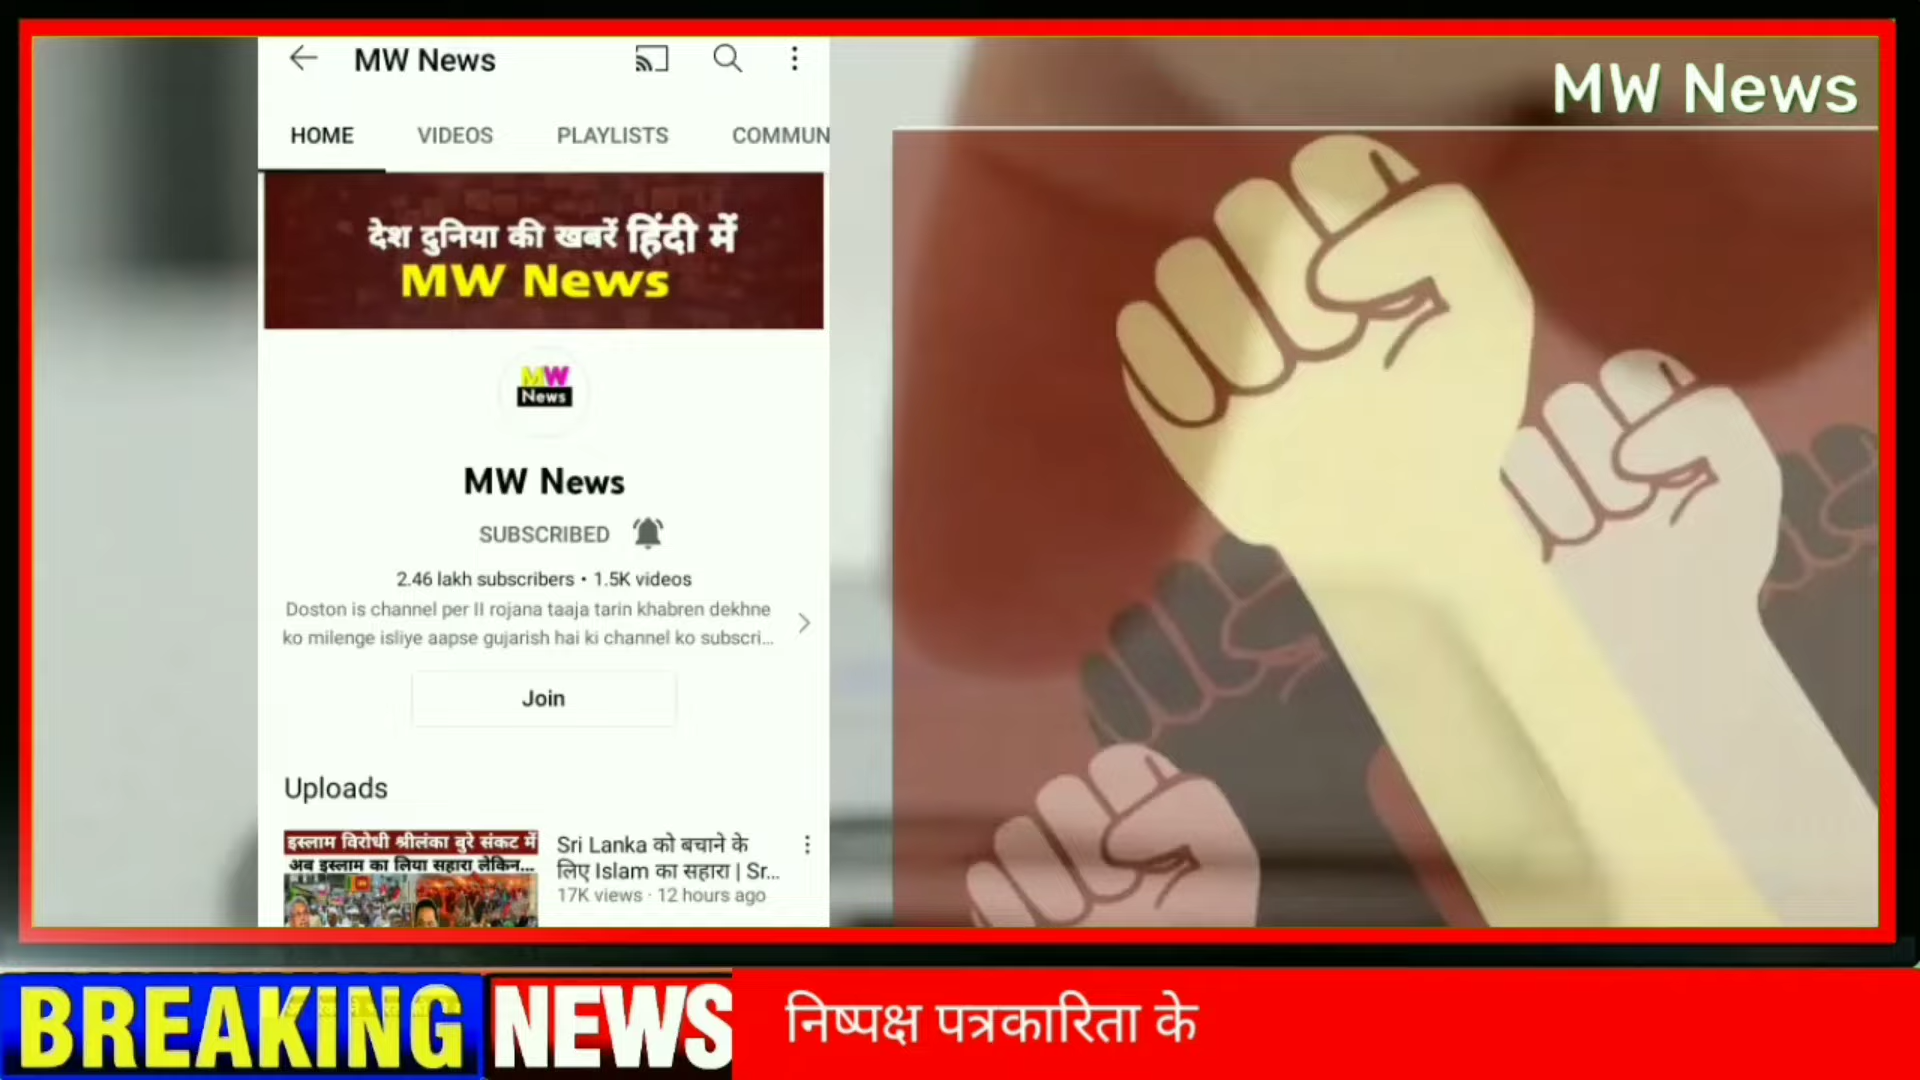 MW News
HOME VIDEOS PLAYLISTS COMMUN
देश दुनिया की खबरें हिंदी में
MW News
MW
News
MW News
SUBSCRIBED
2.46 lakh subscribers • 1.5K videos
Doston is channel per II rojana taaja tarin khabren dekhne
ko milenge isliye aapse gujarish hai ki channel ko subscri...
Join
Uploads
इस्लाम विरोधी श्रीलंका बुरे संकट में
अब इस्लाम का लिया सहारा लेकिन...
Sri Lanka को बचाने के
लिए Islam का सहारा | Sr...
17K views · 12 hours ago
MW News
BREAKING NEWS
निष्पक्ष पत्रकारिता के